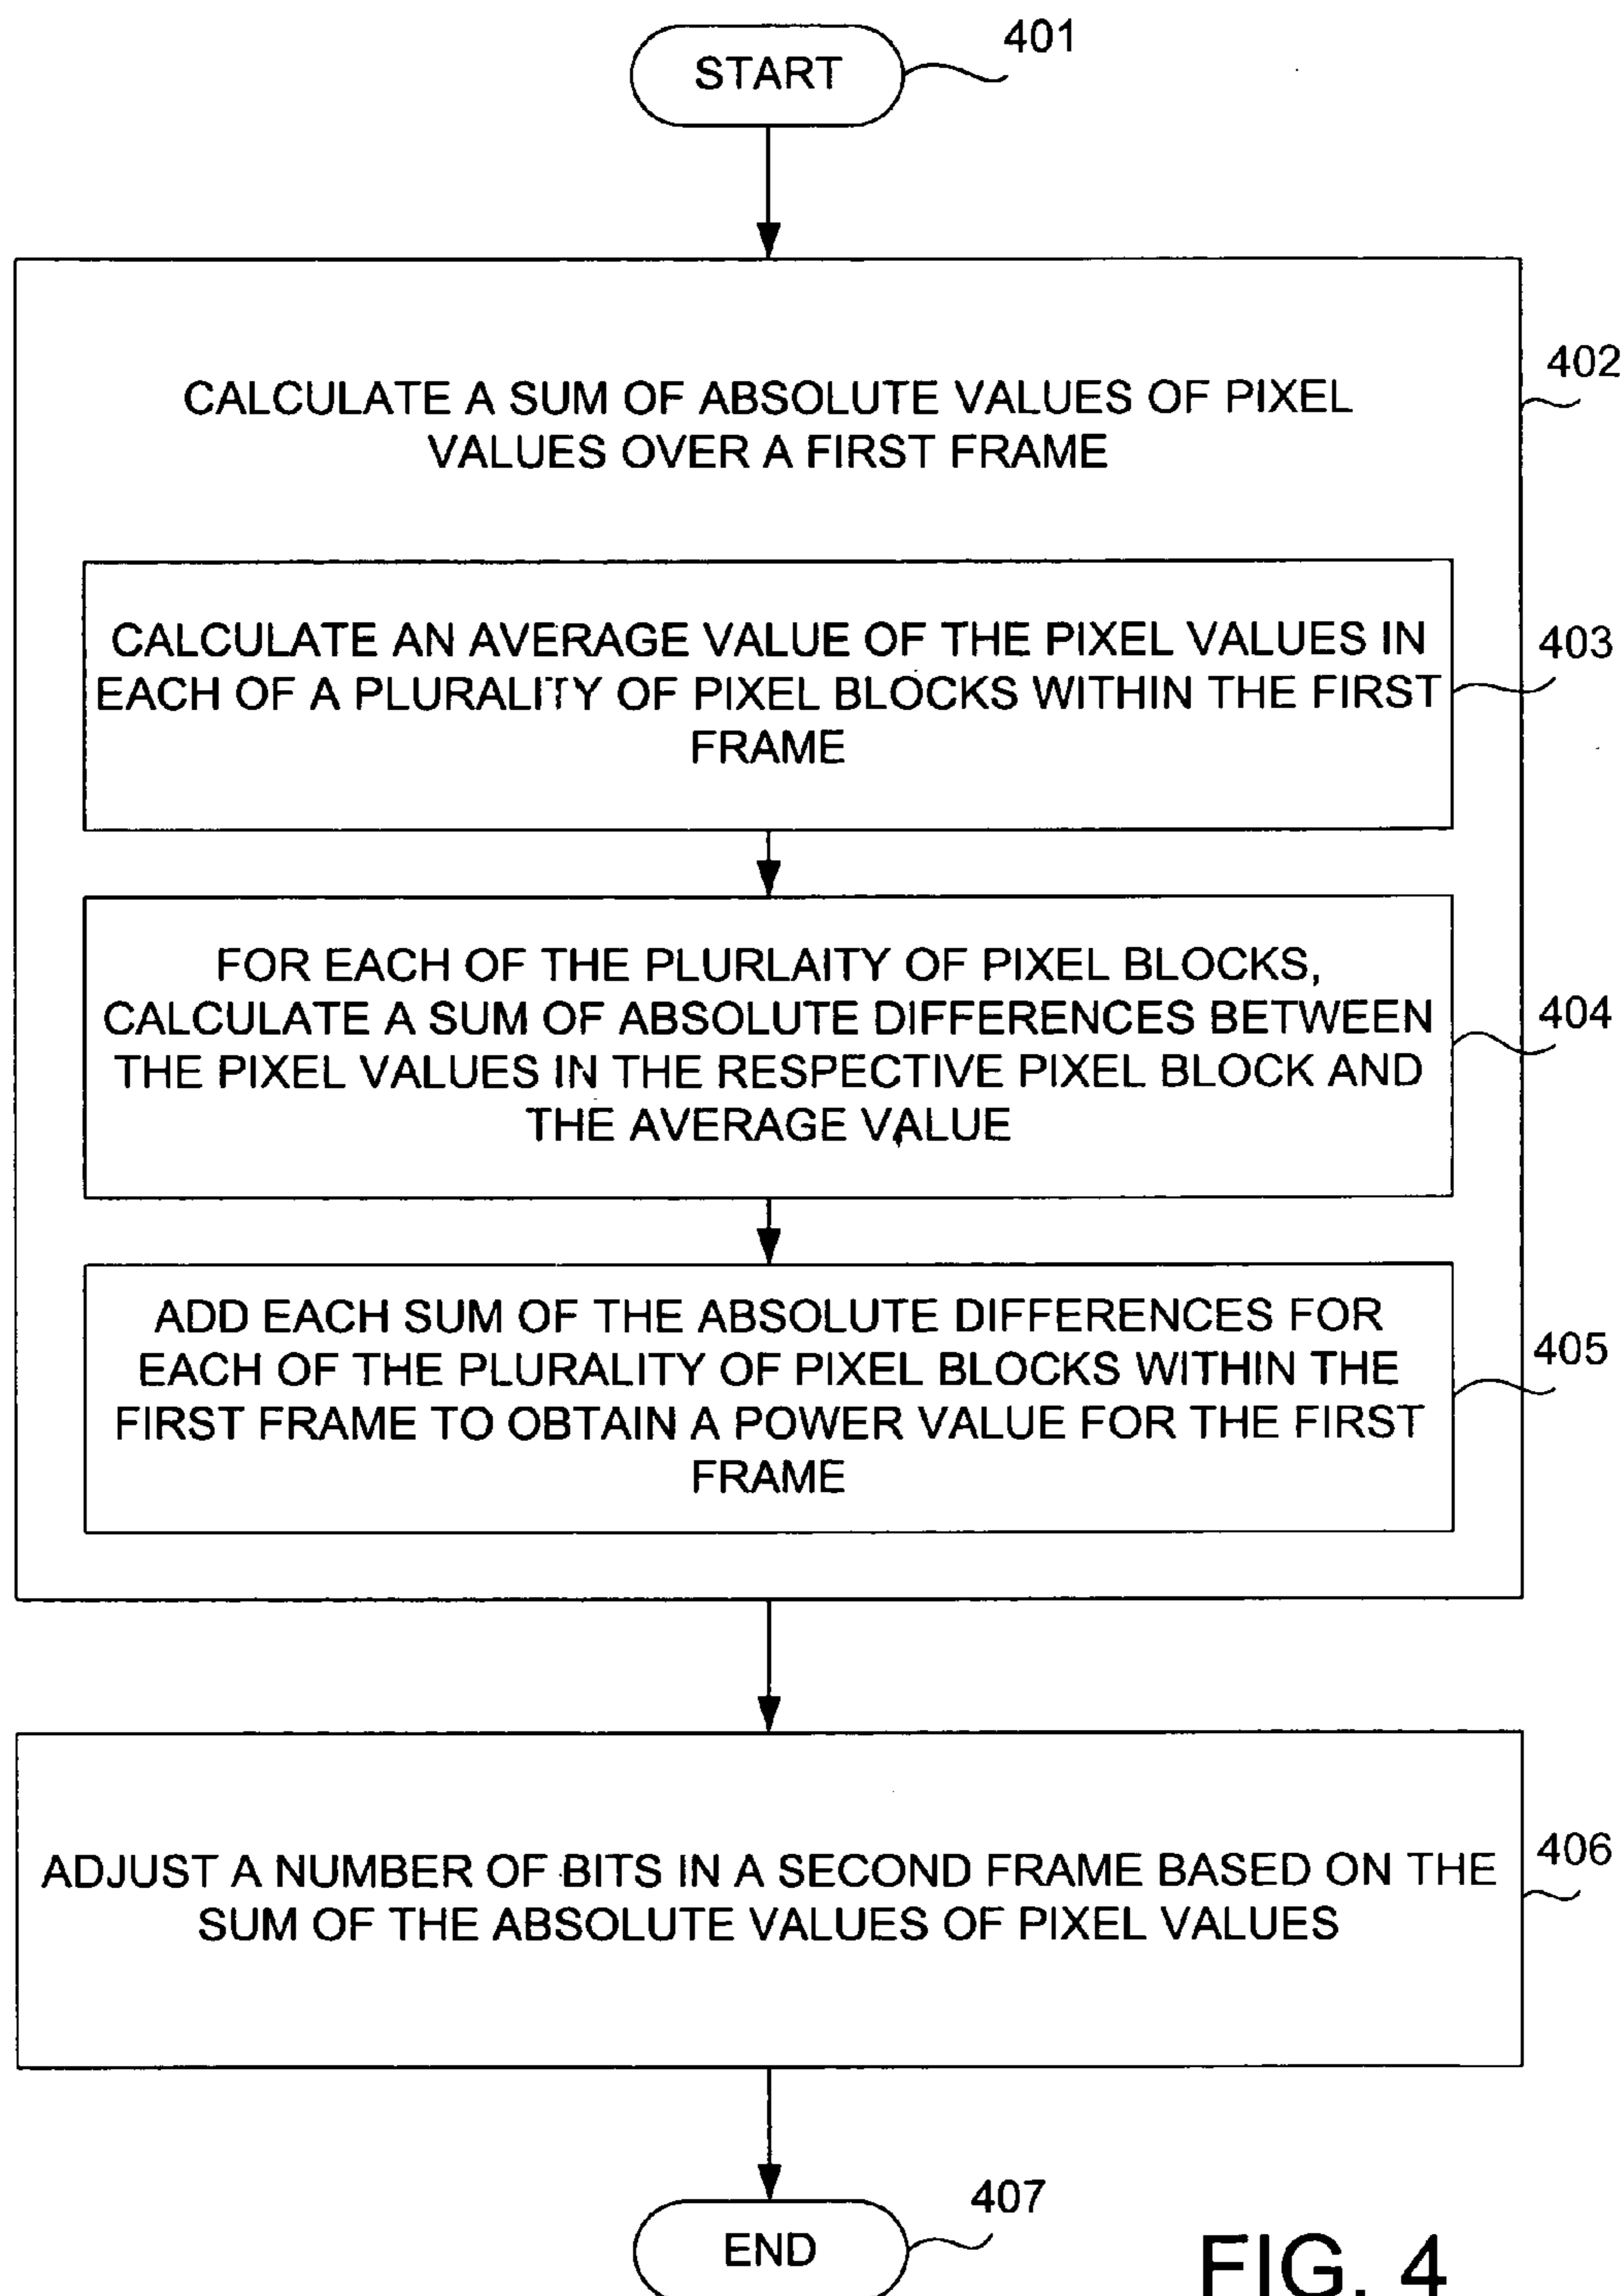 START
401
402
CALCULATE A SUM OF ABSOLUTE VALUES OF PIXEL
VALUES OVER A FIRST FRAME
CALCULATE AN AVERAGE VALUE OF THE PIXEL VALUES IN
EACH OF A PLURALITY OF PIXEL BLOCKS WITHIN THE FIRST
FRAME
403
FOR EACH OF THE PLURLAITY OF PIXEL BLOCKS,
CALCULATE A SUM OF ABSOLUTE DIFFERENCES BETWEEN
THE PIXEL VALUES IN THE RESPECTIVE PIXEL BLOCK AND
THE AVERAGE VALUE
404
ADD EACH SUM OF THE ABSOLUTE DIFFERENCES FOR
EACH OF THE PLURALITY OF PIXEL BLOCKS WITHIN THE
FIRST FRAME TO OBTAIN A POWER VALUE FOR THE FIRST
FRAME
405
ADJUST A NUMBER OF BITS IN A SECOND FRAME BASED ON THE
SUM OF THE ABSOLUTE VALUES OF PIXEL VALUES
406
END
407
FIG. 4